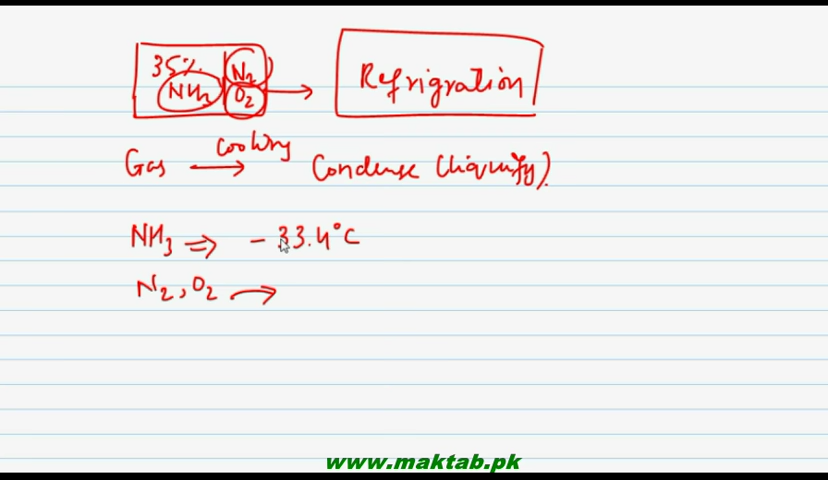 35% NH3 N2 O2 → Refrigration
Gas cooling → Condense (liquify).
NH3 ⇒ - 33.4°C
N2, O2 →
www.maktab.pk